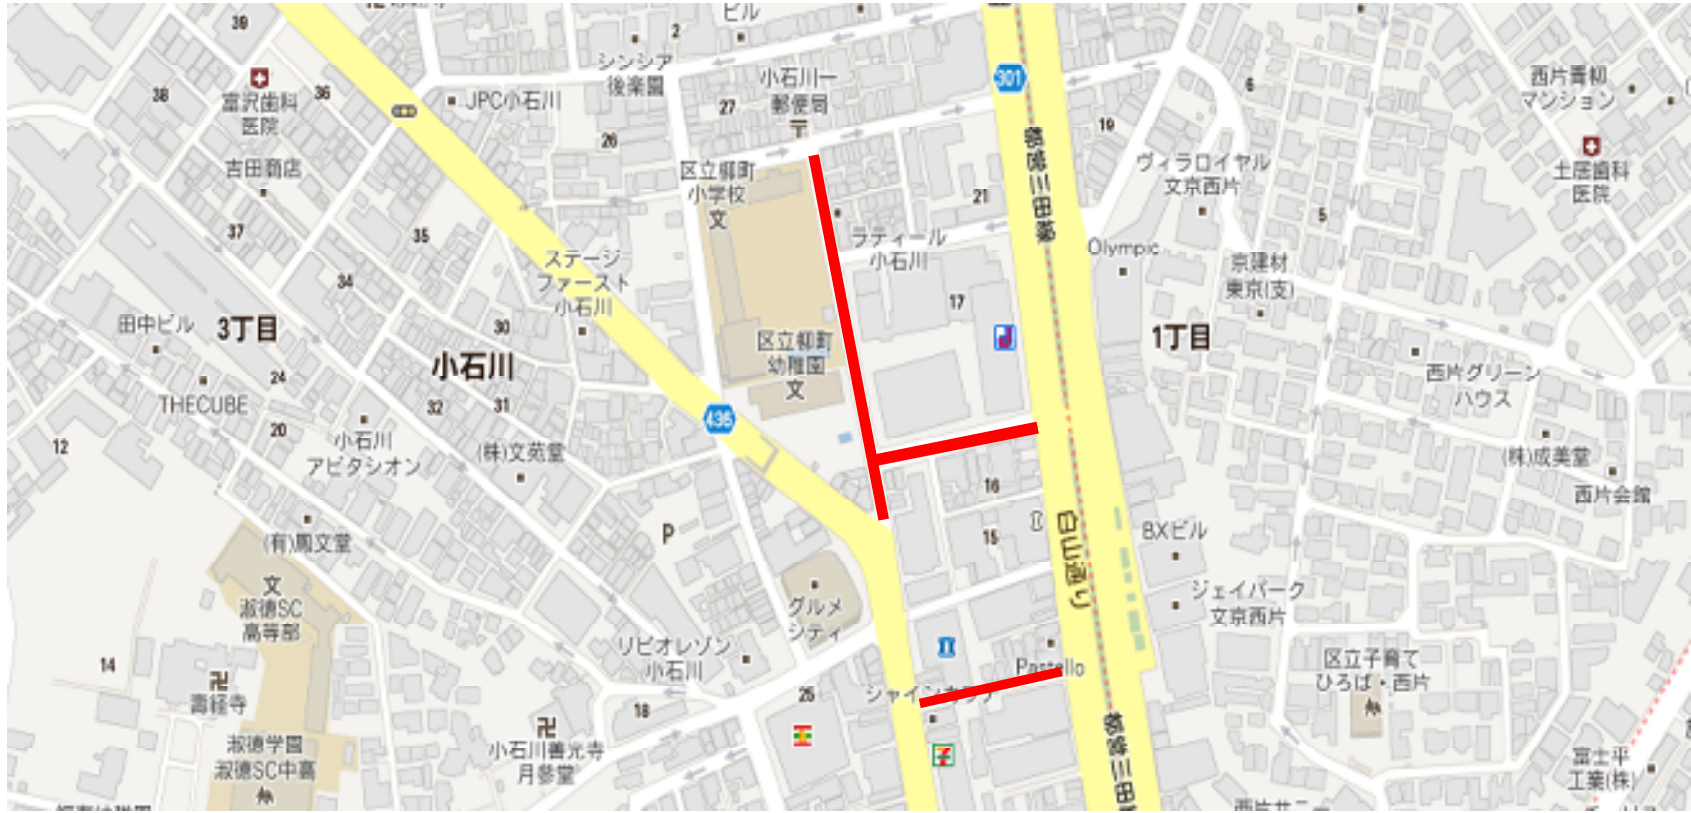 39
2
ビル
シンシア
後楽園
小石川一
郵便局
〒
27
301
6
西片青柳
マンション
38
富沢歯科
医院
36
JPC小石川
26
19
ヴィラロイヤル
文京西片
土居歯科
医院
吉田商店
区立柳町
小学校
文
21
5
37
35
ラティール
小石川
Olympic
ステージ
ファースト
小石川
34
京建材
東京(支)
17
田中ビル
3丁目
30
区立柳町
幼稚園
文
1丁目
小石川
24
THECUBE
32
31
西片グリーン
ハウス
436
12
20
小石川
アビタシオン
(株)文苑堂
(株)成美堂
西片会館
16
P
15
白山通り
BXビル
(有)鳳文堂
文
淑徳SC
高等部
グルメ
シティ
ジェイパーク
文京西片
14
卍
壽経寺
リビオレゾン
小石川
Pastello
区立子育て
ひろば・西片
25
18
卍
小石川善光寺
月参堂
淑徳学園
淑徳SC中高
7
富士平
工業(株)